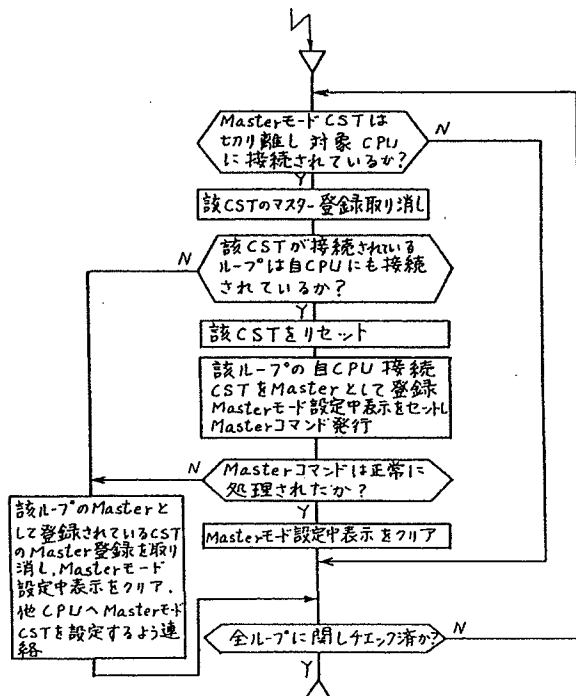 MasterモードCSTは
切り離し対象CPU
に接続されているか?
N
Y
該CSTのマスター登録取り消し
該CSTが接続されている
ループは自CPUにも接続
されているか?
N
Y
該CSTをリセット
該ループの自CPU接続
CSTをMasterとして登録
Masterモード設定中表示をセットし
Masterコマンド発行
Masterコマンドは正常に
処理されたか?
N
Y
Masterモード設定中表示をクリア
該ループのMasterと
して登録されているCST
のMaster登録を取り
消し,Masterモード
設定中表示をクリア.
他CPUへMasterモード
CSTを設定するよう連
絡
全ループに関しチェック済か?
N
Y